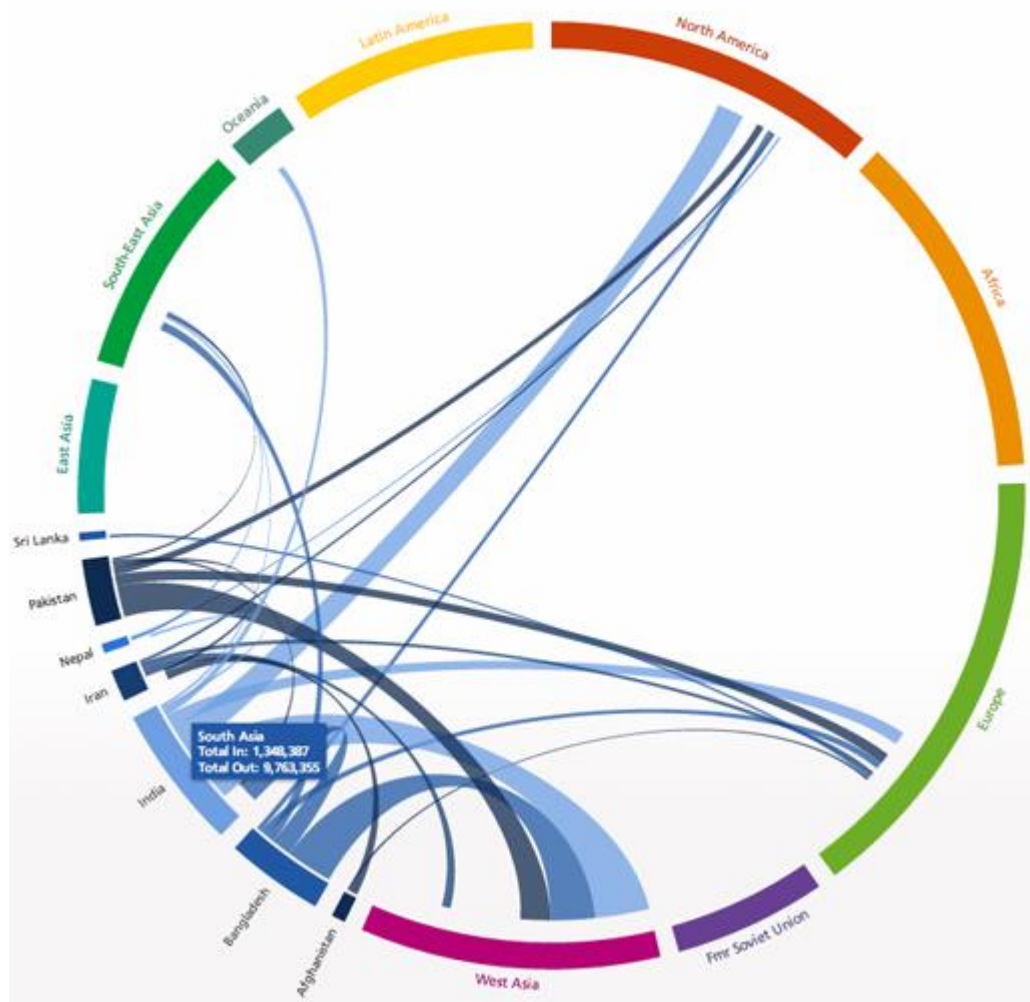 Latin America
North America
Oceania
South-East Asia
Africa
East Asia
Sri Lanka
Pakistan
Nepal
Iran
Europe
South Asia
Total In: 1,348,387
Total Out: 9,763,355
India
Bangladesh
Afghanistan
West Asia
Fmr Soviet Union